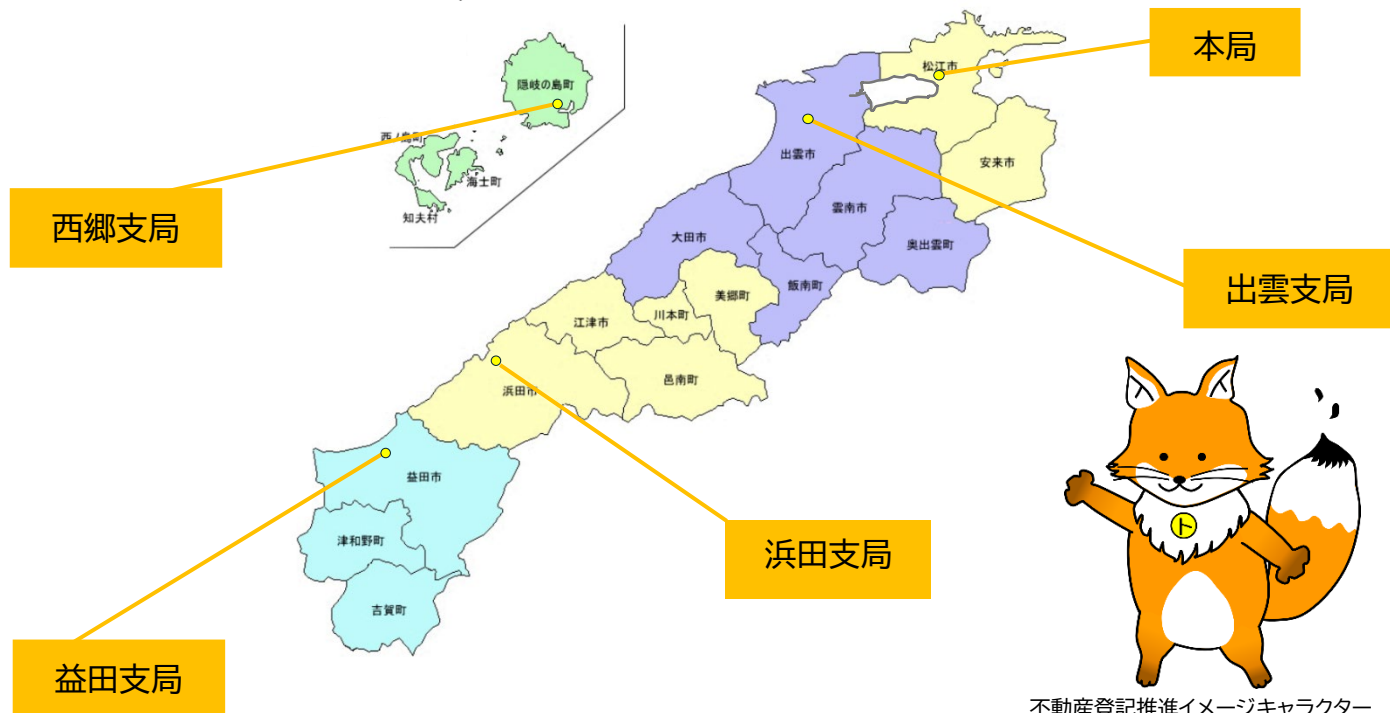 本局
松江市
隠岐の島町
西ノ島町
海士町
知夫村
西郷支局
安来市
出雲市
雲南市
奥出雲町
大田市
飯南町
出雲支局
美郷町
川本町
江津市
邑南町
浜田市
浜田支局
益田市
津和野町
吉賀町
益田支局
ト
不動産登記推進イメージキャラクター